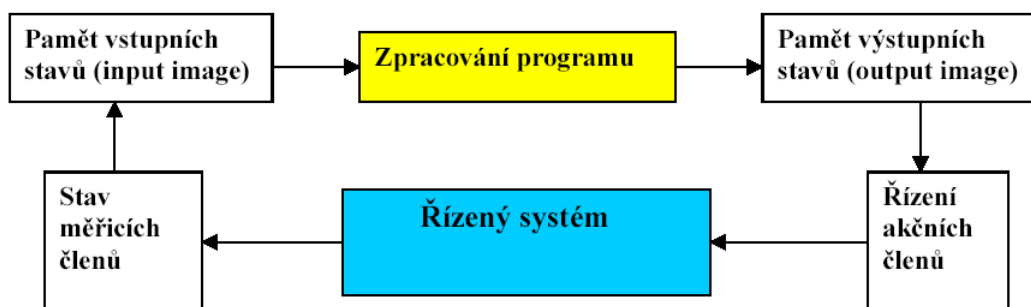 Pamět vstupních
stavů (input image)
Zpracování programu
Pamět výstupních
stavů (output image)
Stav
měřicích
členů
Řízený systém
Řízení
akčních
členů